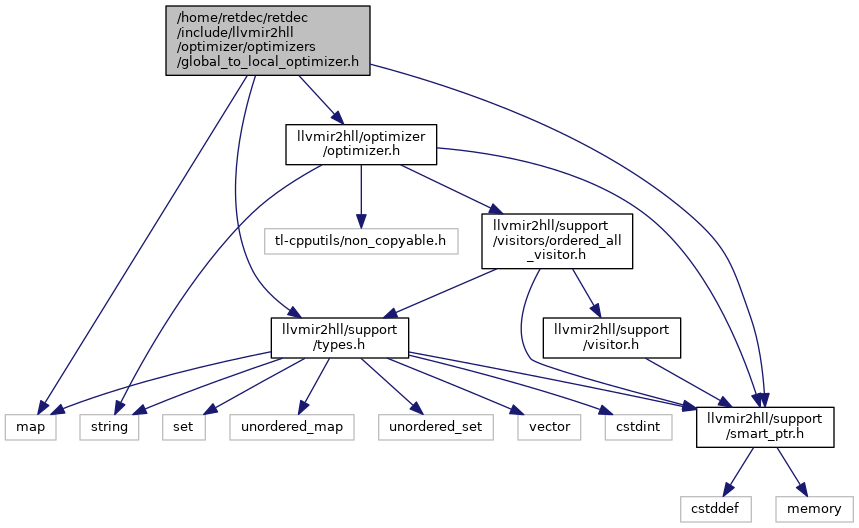 /home/retdec/retdec
/include/llvmir2hll
/optimizer/optimizers
/global_to_local_optimizer.h
llvmir2hll/optimizer
/optimizer.h
tl-cpputils/non_copyable.h
llvmir2hll/support
/visitors/ordered_all
_visitor.h
llvmir2hll/support
/types.h
llvmir2hll/support
/visitor.h
map
string
set
unordered_map
unordered_set
vector
cstdint
llvmir2hll/support
/smart_ptr.h
cstddef
memory